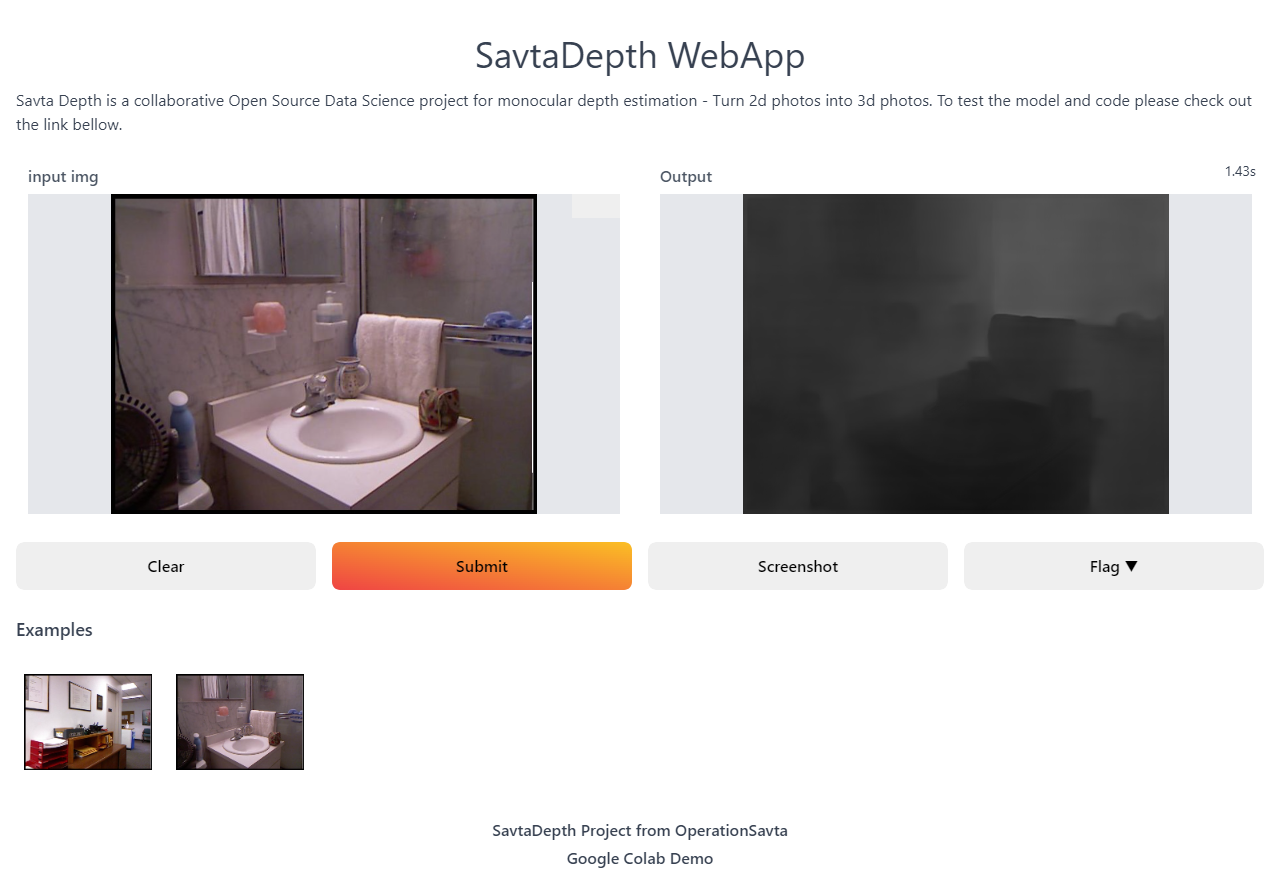 SavtaDepth WebApp
Savta Depth is a collaborative Open Source Data Science project for monocular depth estimation - Turn 2d photos into 3d photos. To test the model and code please check out
the link bellow.
input img
Output
1.43s
Clear
Submit
Screenshot
Flag ▼
Examples
SavtaDepth Project from OperationSavta
Google Colab Demo